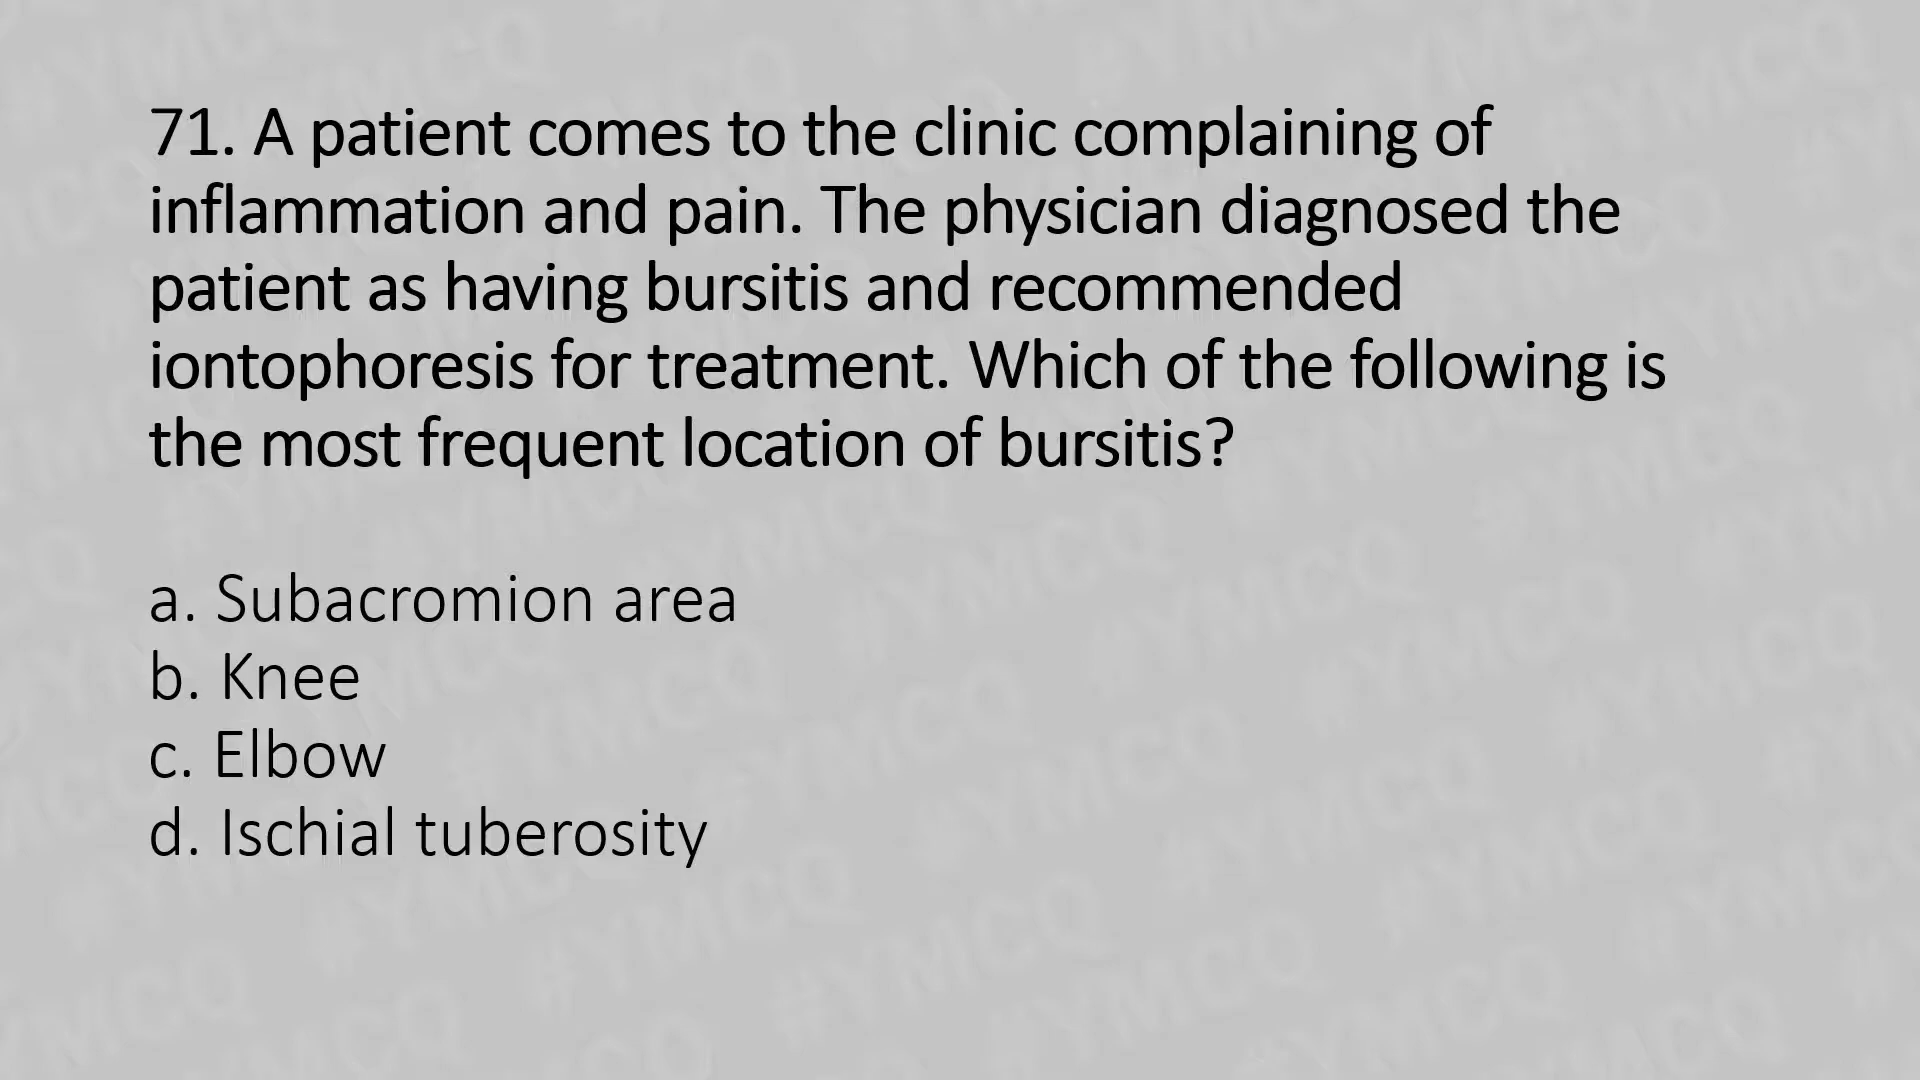 71. A patient comes to the clinic complaining of
inflammation and pain. The physician diagnosed the
patient as having bursitis and recommended
iontophoresis for treatment. Which of the following is
the most frequent location of bursitis?
a. Subacromion area
b. Knee
c. Elbow
d. Ischial tuberosity
#YMCQ